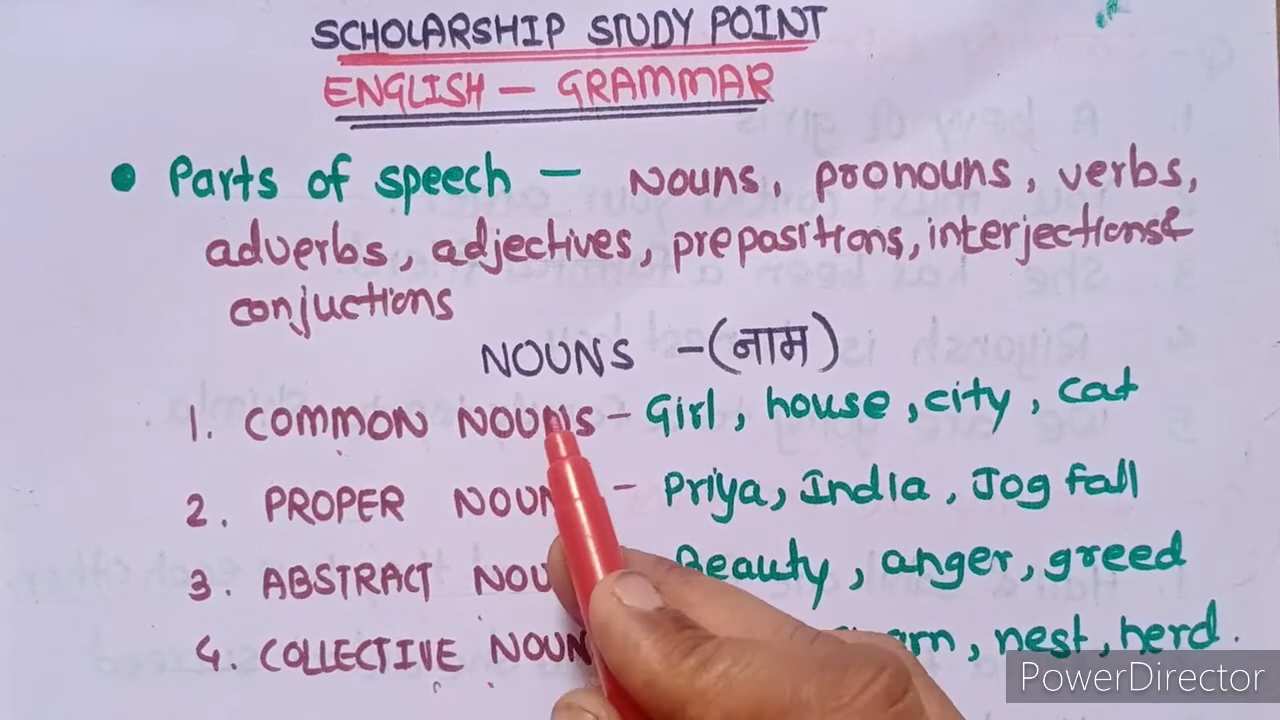 SCHOLARSHIP STUDY POINT
ENGLISH - GRAMMAR
• Parts of speech - Nouns, pronouns, verbs,
adverbs, adjectives, prepositions, interjections &
conjuctions
NOUNS - (नाम)
1. COMMON NOUNS - Girl, house, city, cat
2. PROPER NOUN - Priya, India, Jog fall
3. ABSTRACT Beauty, anger, greed
4. COLLECTIVE NOUN nest, herd.
PowerDirector